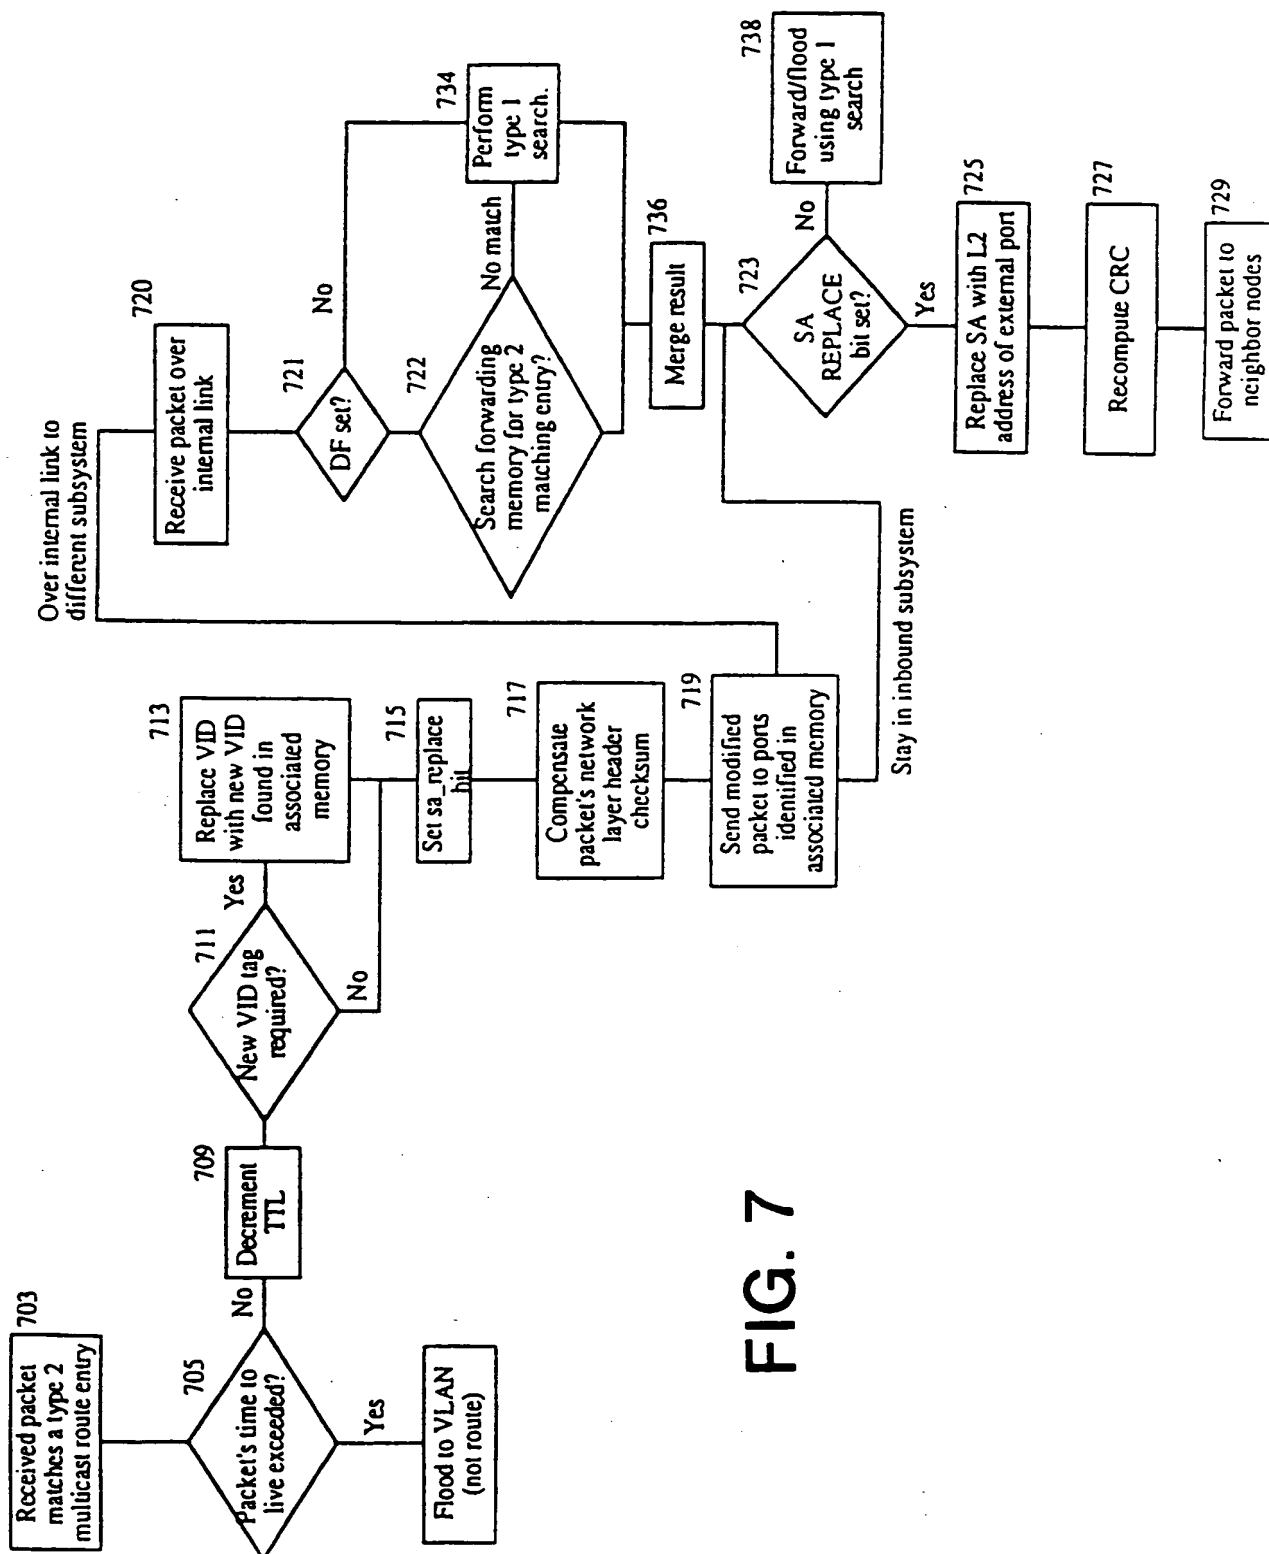 703
Received packet
matches a type 2
multicast route entry
705
Packet's time to
live exceeded?
Yes
Flood to VLAN
(not route)
No
709
Decrement
TTL
711
New VID tag
required?
Yes
No
713
Replace VID
with new VID
found in
associated
memory
715
Set sa_replace
bit
717
Compensate
packet's network
layer header
checksum
719
Send modified
packet to ports
identified in
associated memory
Over internal link to
different subsystem
Stay in inbound subsystem
720
Receive packet over
internal link
721
DF set?
No
722
Search forwarding
memory for type 2
matching entry?
No match
734
Perform
type 1
search.
736
Merge result
723
SA
REPLACE
bit set?
No
738
Forward/flood
using type 1
search
Yes
725
Replace SA with L2
address of external port
727
Recompute CRC
729
Forward packet to
neighbor nodes
FIG. 7